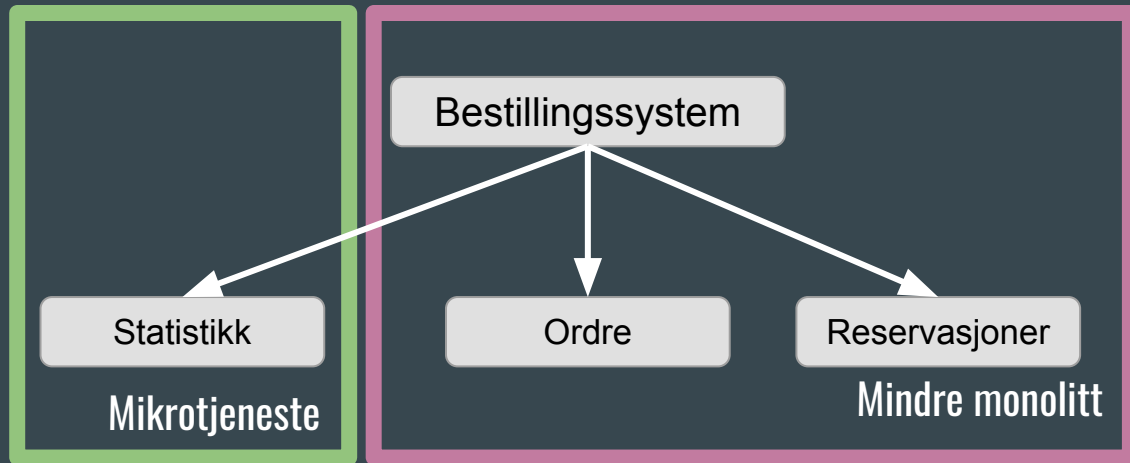 Bestillingssystem
Statistikk
Ordre
Reservasjoner
Mikrotjeneste
Mindre monolitt